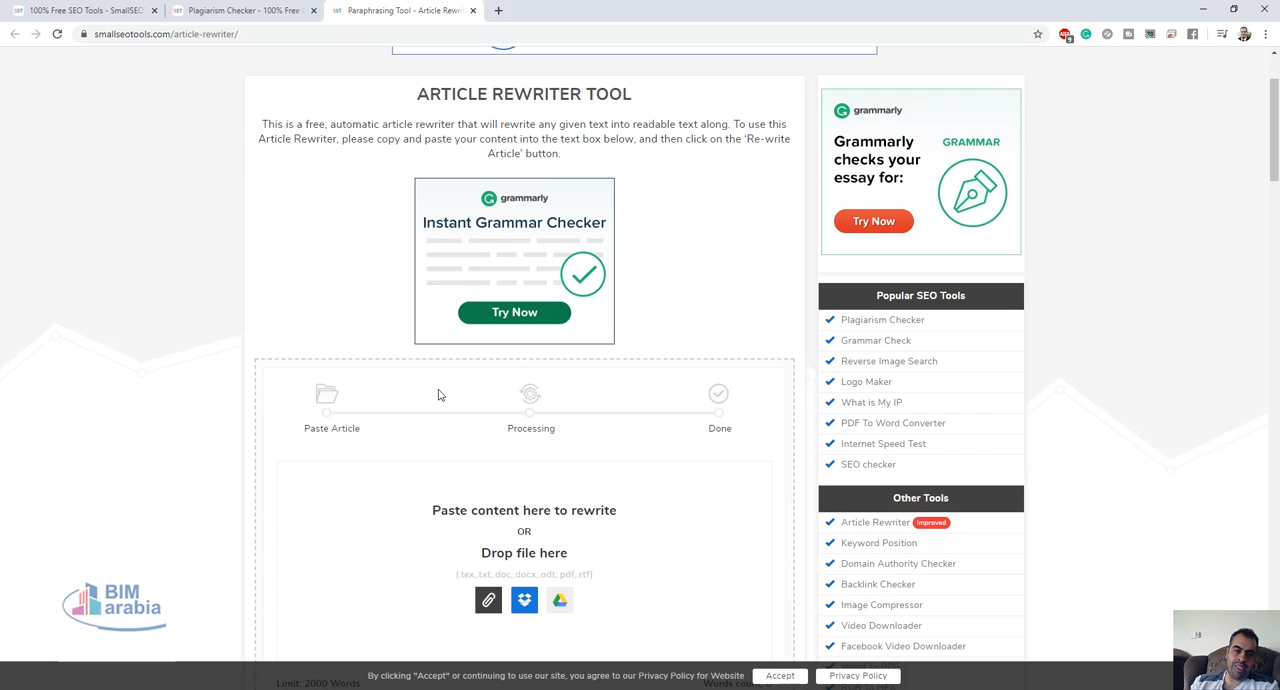 100% Free SEO Tools - SmallSEO
Plagiarism Checker - 100% Free
Paraphrasing Tool - Article Rewri
smallseotools.com/article-rewriter/
ARTICLE REWRITER TOOL
This is a free, automatic article rewriter that will rewrite any given text into readable text along. To use this
Article Rewriter, please copy and paste your content into the text box below, and then click on the ‘Re-write
Article’ button.
grammarly
Instant Grammar Checker
Try Now
Paste Article
Processing
Done
Paste content here to rewrite
OR
Drop file here
(.tex,.txt,.doc,.docx,.odt,.pdf,.rtf)
Limit: 2000 Words
grammarly
Grammarly
checks your
essay for:
GRAMMAR
Try Now
Popular SEO Tools
Plagiarism Checker
Grammar Check
Reverse Image Search
Logo Maker
What is My IP
PDF To Word Converter
Internet Speed Test
SEO checker
Other Tools
Article Rewriter Improved
Keyword Position
Domain Authority Checker
Backlink Checker
Image Compressor
Video Downloader
Facebook Video Downloader
BIM
arabia
By clicking "Accept" or continuing to use our site, you agree to our Privacy Policy for Website
Accept
Privacy Policy